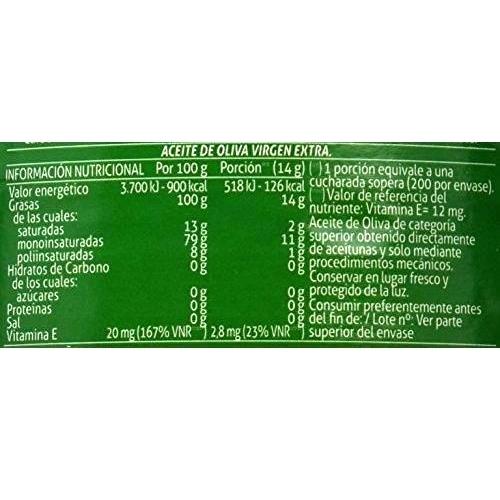 ACEITE DE OLIVA VIRGEN EXTRA.
INFORMACIÓN NUTRICIONAL Por 100 g Porción (**) (14 g)
Valor energético 3.700 kJ - 900 kcal 518 kJ - 126 kcal
Grasas 100 g 14 g
de las cuales:
saturadas 13 g 2 g
monoinsaturadas 79 g 11 g
poliinsaturadas 8 g 1 g
Hidratos de Carbono 0 g 0 g
de los cuales:
azúcares 0 g 0 g
Proteínas 0 g 0 g
Sal 0 g 0 g
Vitamina E 20 mg (167% VNR**) 2,8 mg (23% VNR**)
(*) 1 porción equivale a una
cucharada sopera (200 por envase).
(**) Valor de referencia del
nutriente: Vitamina E= 12 mg.
Aceite de Oliva de categoría
superior obtenido directamente
de aceitunas y sólo mediante
procedimientos mecánicos.
Conservar en lugar fresco y
protegido de la luz.
Consumir preferentemente antes
del fin de: / Lote nº: Ver parte
superior del envase